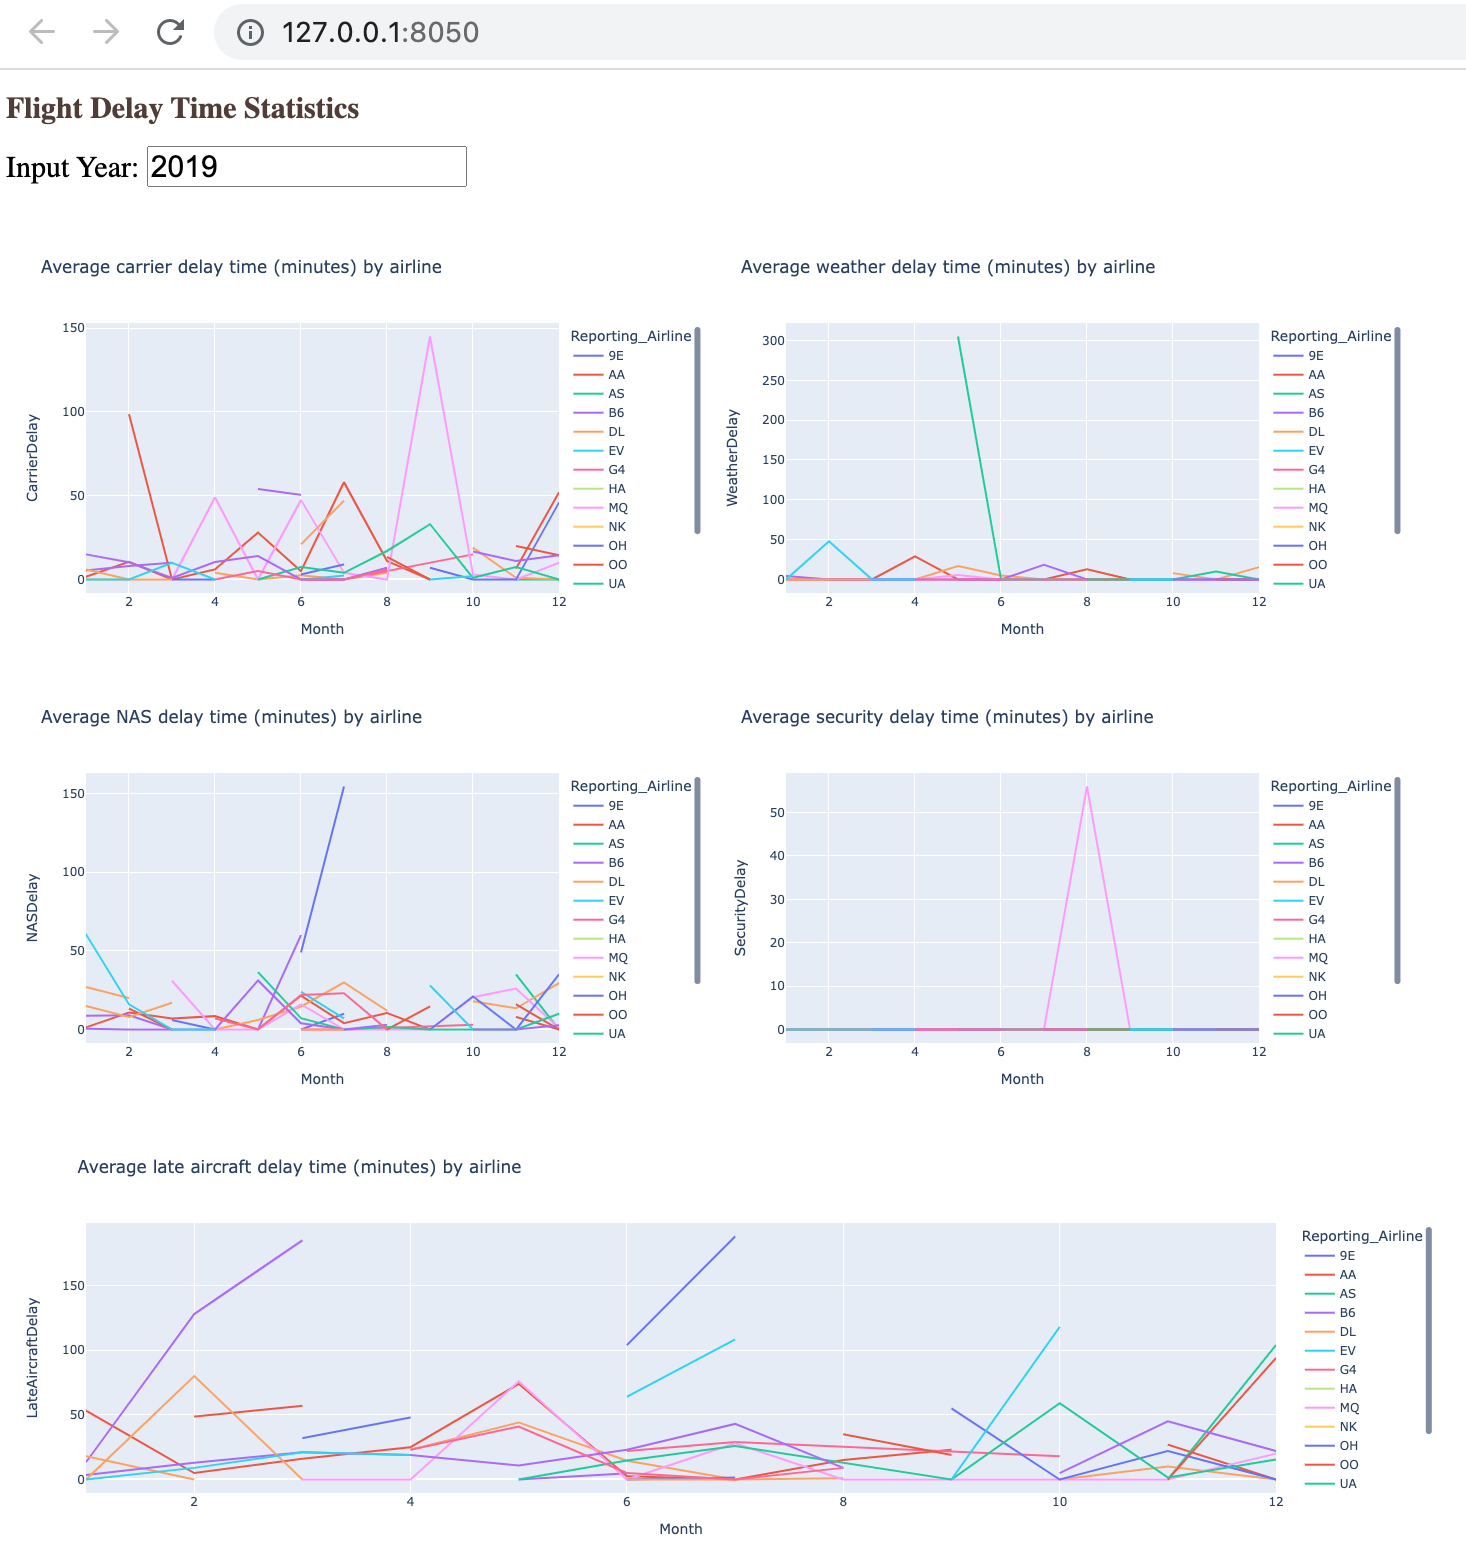 127.0.0.1:8050
Flight Delay Time Statistics
Input Year: 2019
Average carrier delay time (minutes) by airline
150
100
50
0
CarrierDelay
2 4 6 8 10 12
Month
Reporting_Airline
9E
AA
AS
B6
DL
EV
G4
HA
MQ
NK
OH
OO
UA
Average weather delay time (minutes) by airline
300
250
200
150
100
50
0
WeatherDelay
2 4 6 8 10 12
Month
Reporting_Airline
9E
AA
AS
B6
DL
EV
G4
HA
MQ
NK
OH
OO
UA
Average NAS delay time (minutes) by airline
150
100
50
0
NASDelay
2 4 6 8 10 12
Month
Reporting_Airline
9E
AA
AS
B6
DL
EV
G4
HA
MQ
NK
OH
OO
UA
Average security delay time (minutes) by airline
50
40
30
20
10
0
SecurityDelay
2 4 6 8 10 12
Month
Reporting_Airline
9E
AA
AS
B6
DL
EV
G4
HA
MQ
NK
OH
OO
UA
Average late aircraft delay time (minutes) by airline
150
100
50
0
LateAircraftDelay
2 4 6 8 10 12
Month
Reporting_Airline
9E
AA
AS
B6
DL
EV
G4
HA
MQ
NK
OH
OO
UA